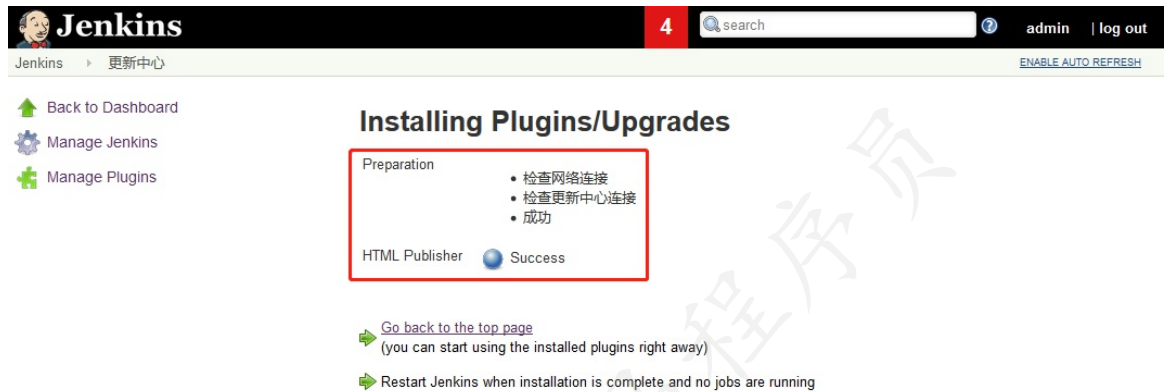 Jenkins
4
search
admin | log out
Jenkins 更新中心
ENABLE AUTO REFRESH
Back to Dashboard
Manage Jenkins
Manage Plugins
Installing Plugins/Upgrades
Preparation
检查网络连接
检查更新中心连接
成功
HTML Publisher Success
Go back to the top page
(you can start using the installed plugins right away)
Restart Jenkins when installation is complete and no jobs are running
程序员